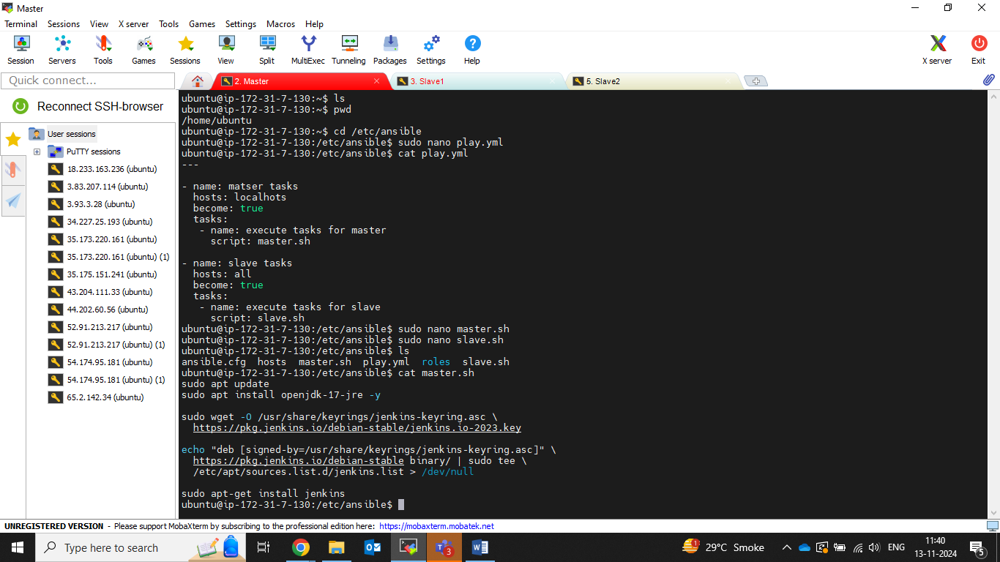 Master
Terminal Sessions View X server Tools Games Settings Macros Help
Session Servers Tools Games Sessions View Split MultiExec Tunneling Packages Settings Help X server Exit
Quick connect...
2. Master
3. Slave1
5. Slave2
Reconnect SSH-browser
User sessions
PuTTY sessions
18.233.163.236 (ubuntu)
3.83.207.114 (ubuntu)
3.93.3.28 (ubuntu)
34.227.25.193 (ubuntu)
35.173.220.161 (ubuntu)
35.173.220.161 (ubuntu) (1)
35.175.151.241 (ubuntu)
43.204.111.33 (ubuntu)
44.202.60.56 (ubuntu)
52.91.213.217 (ubuntu)
52.91.213.217 (ubuntu) (1)
54.174.95.181 (ubuntu)
54.174.95.181 (ubuntu) (1)
65.2.142.34 (ubuntu)
ubuntu@ip-172-31-7-130:~$ ls
ubuntu@ip-172-31-7-130:~$ pwd
/home/ubuntu
ubuntu@ip-172-31-7-130:~$ cd /etc/ansible
ubuntu@ip-172-31-7-130:/etc/ansible$ sudo nano play.yml
ubuntu@ip-172-31-7-130:/etc/ansible$ cat play.yml
---
- name: matser tasks
  hosts: localhots
  become: true
  tasks:
   - name: execute tasks for master
     script: master.sh
- name: slave tasks
  hosts: all
  become: true
  tasks:
   - name: execute tasks for slave
     script: slave.sh
ubuntu@ip-172-31-7-130:/etc/ansible$ sudo nano master.sh
ubuntu@ip-172-31-7-130:/etc/ansible$ sudo nano slave.sh
ubuntu@ip-172-31-7-130:/etc/ansible$ ls
ansible.cfg  hosts  master.sh  play.yml  roles  slave.sh
ubuntu@ip-172-31-7-130:/etc/ansible$ cat master.sh
sudo apt update
sudo apt install openjdk-17-jre -y
sudo wget -O /usr/share/keyrings/jenkins-keyring.asc \
  https://pkg.jenkins.io/debian-stable/jenkins.io-2023.key
echo "deb [signed-by=/usr/share/keyrings/jenkins-keyring.asc]" \
  https://pkg.jenkins.io/debian-stable binary/ | sudo tee \
  /etc/apt/sources.list.d/jenkins.list > /dev/null
sudo apt-get install jenkins
ubuntu@ip-172-31-7-130:/etc/ansible$
UNREGISTERED VERSION - Please support MobaXterm by subscribing to the professional edition here: https://mobaxterm.mobatek.net
Type here to search
1
3
29°C Smoke
ENG
11:40
13-11-2024
5